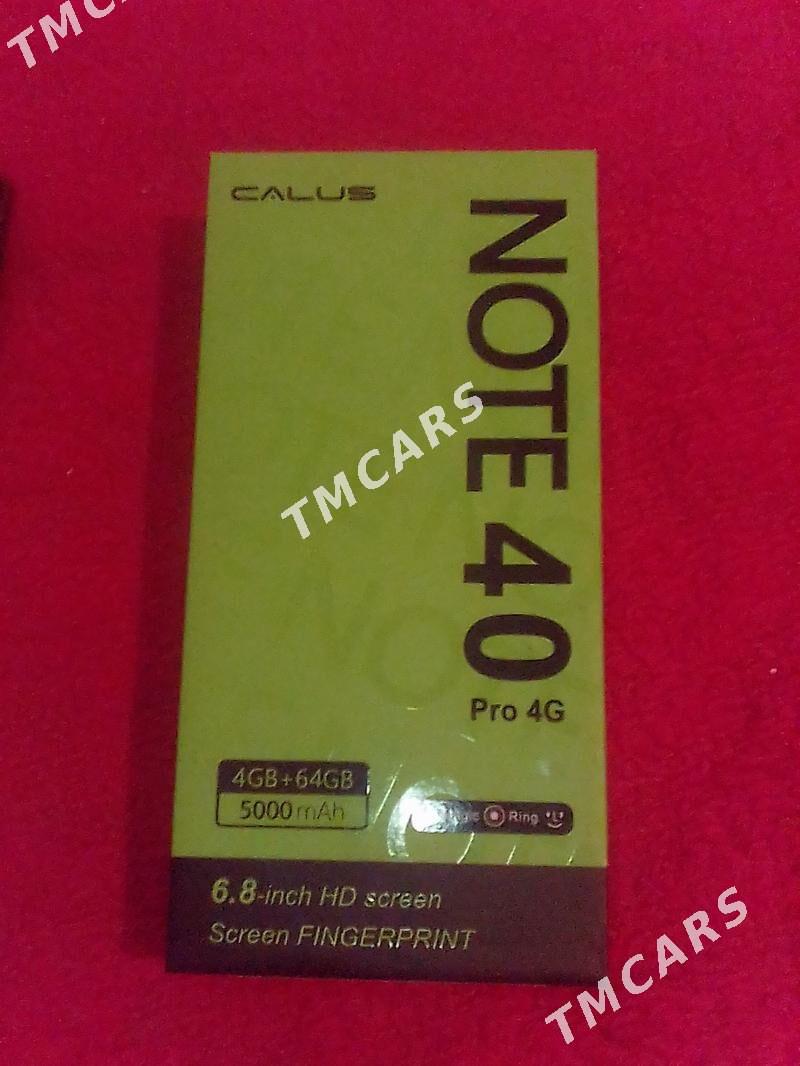 TMCARS
CALUS
NOTE 40
Pro 4G
TMCARS
4GB+64GB
5000mAh
Ring
6.8-inch HD screen
Screen FINGERPRINT
TMCARS